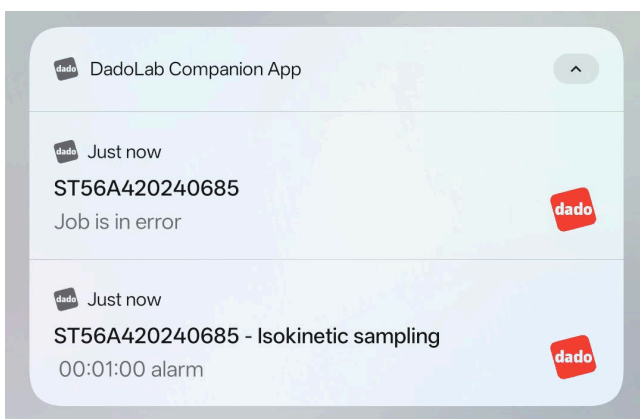 dado DadoLab Companion App
dado Just now
ST56A420240685
Job is in error
dado
dado Just now
ST56A420240685 - Isokinetic sampling
00:01:00 alarm
dado